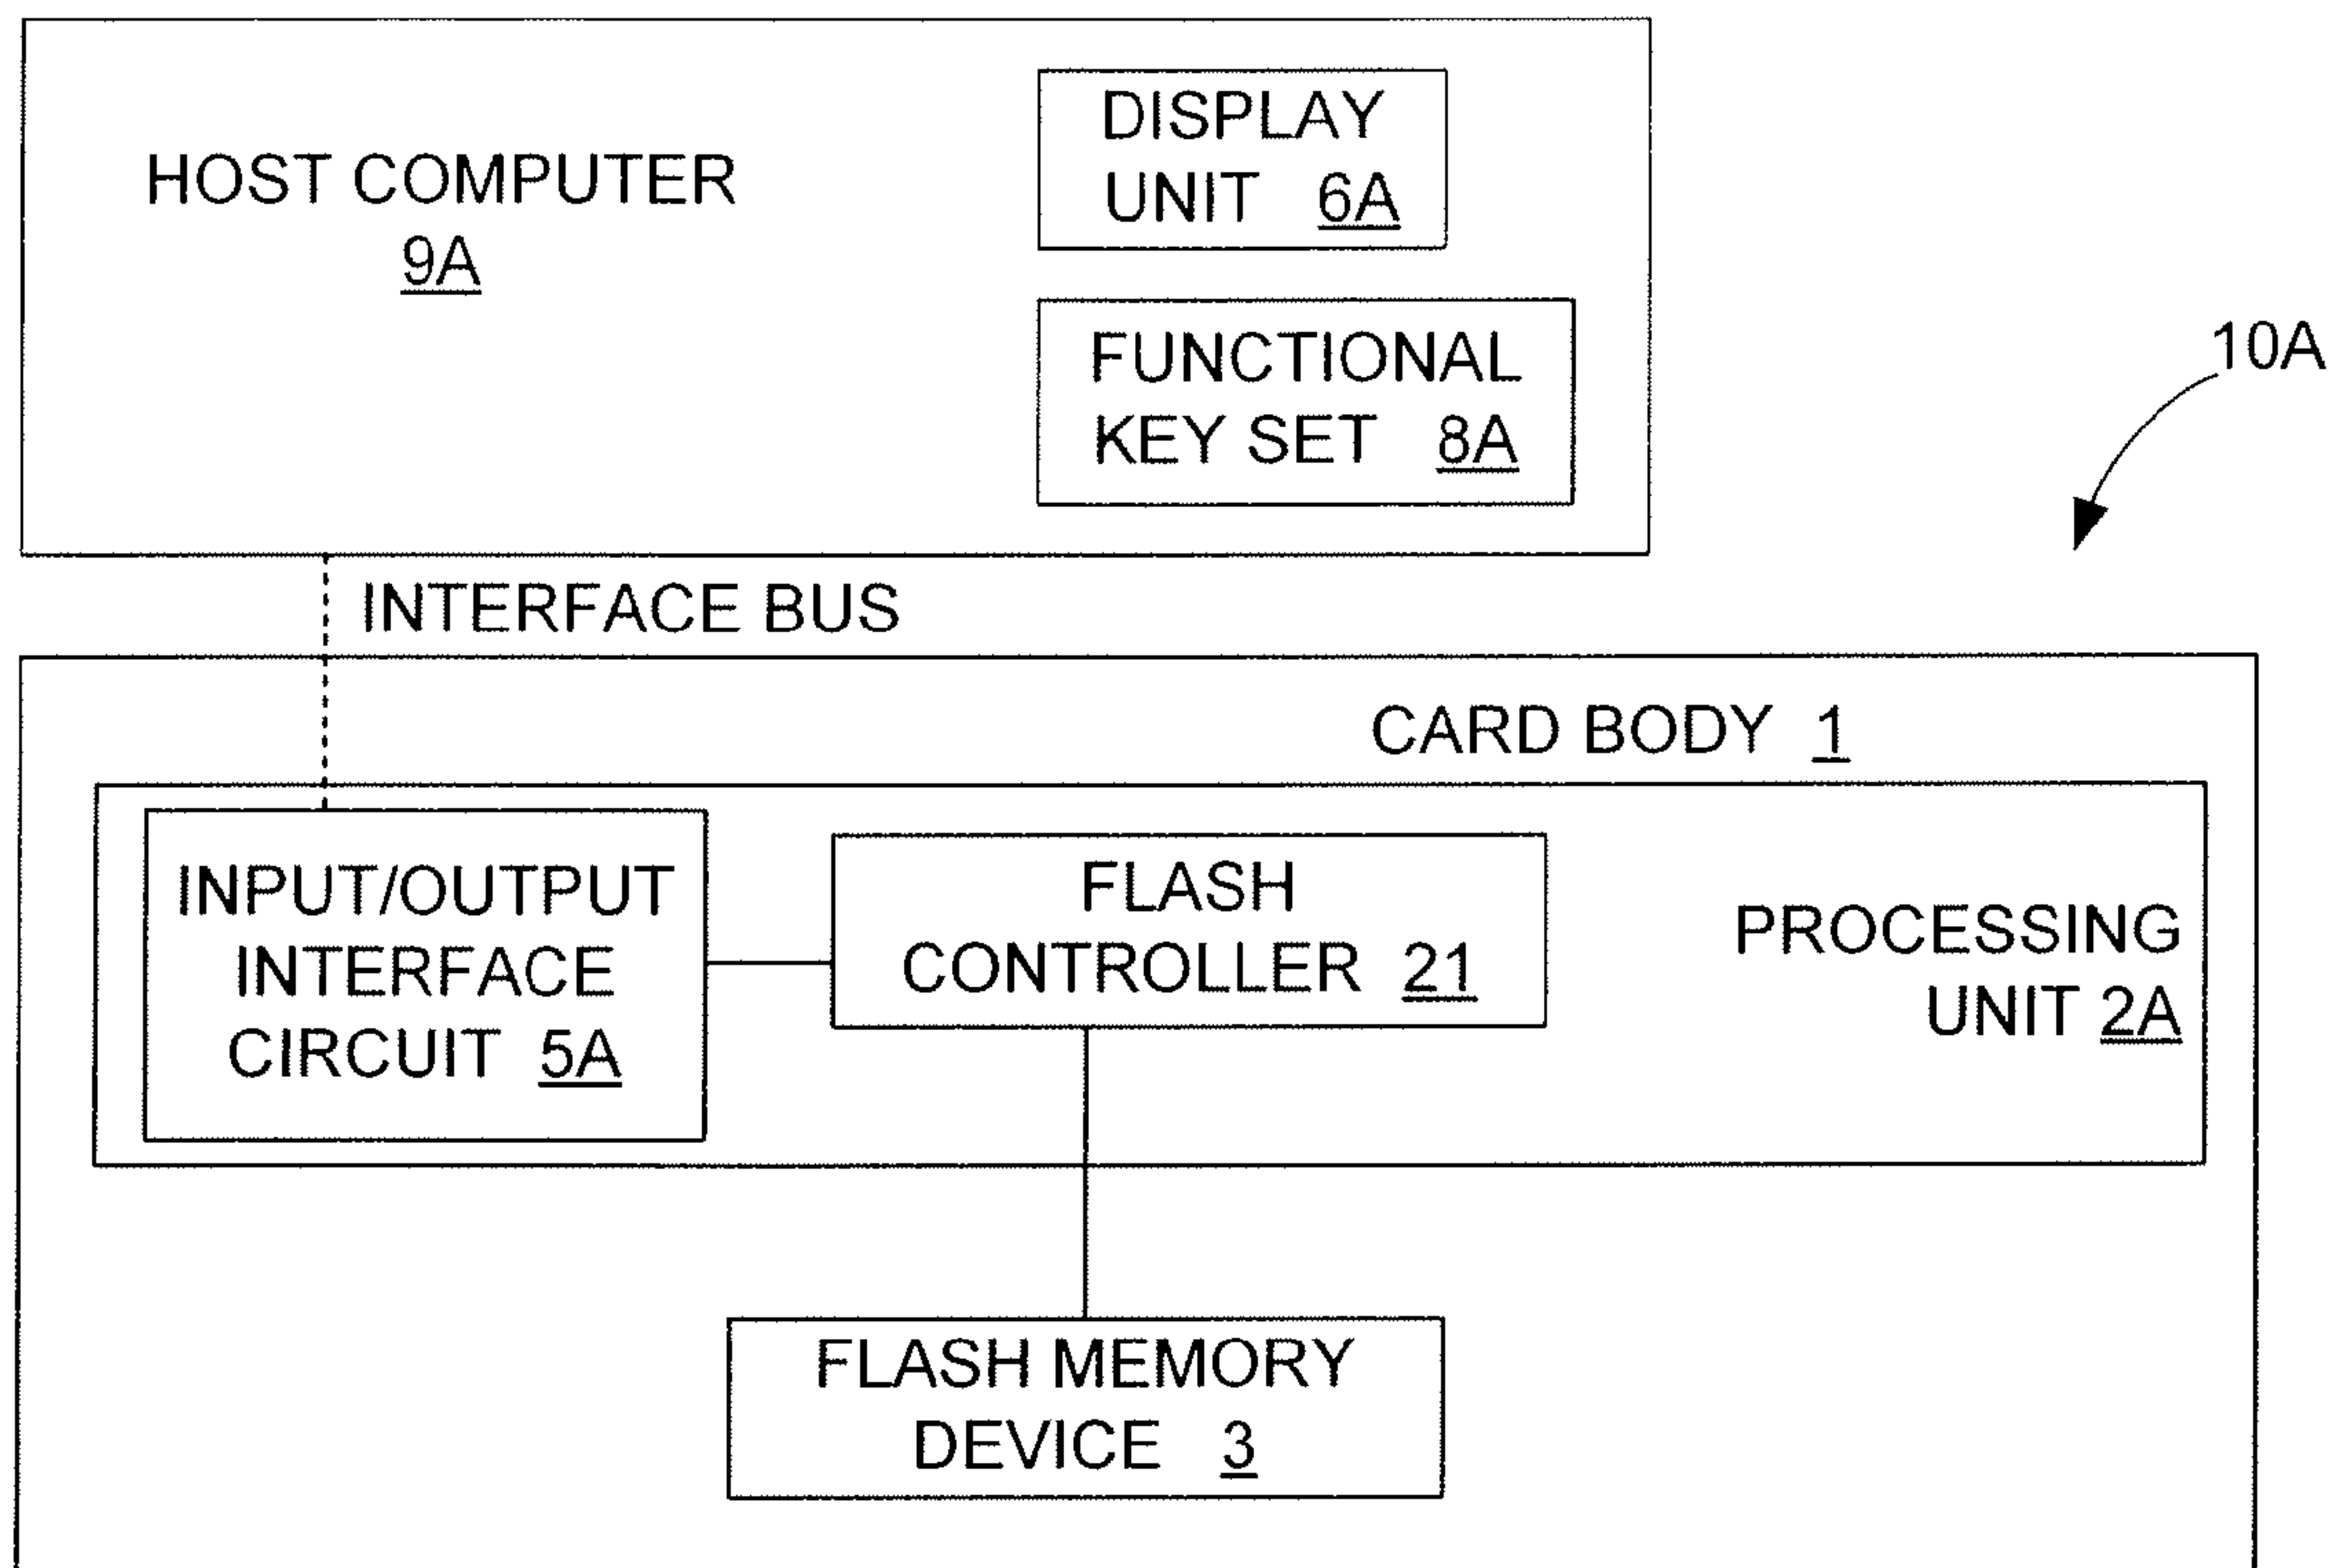 HOST COMPUTER
9A
DISPLAY
UNIT 6A
FUNCTIONAL
KEY SET 8A
10A
INTERFACE BUS
CARD BODY 1
INPUT/OUTPUT
INTERFACE
CIRCUIT 5A
FLASH
CONTROLLER 21
PROCESSING
UNIT 2A
FLASH MEMORY
DEVICE 3